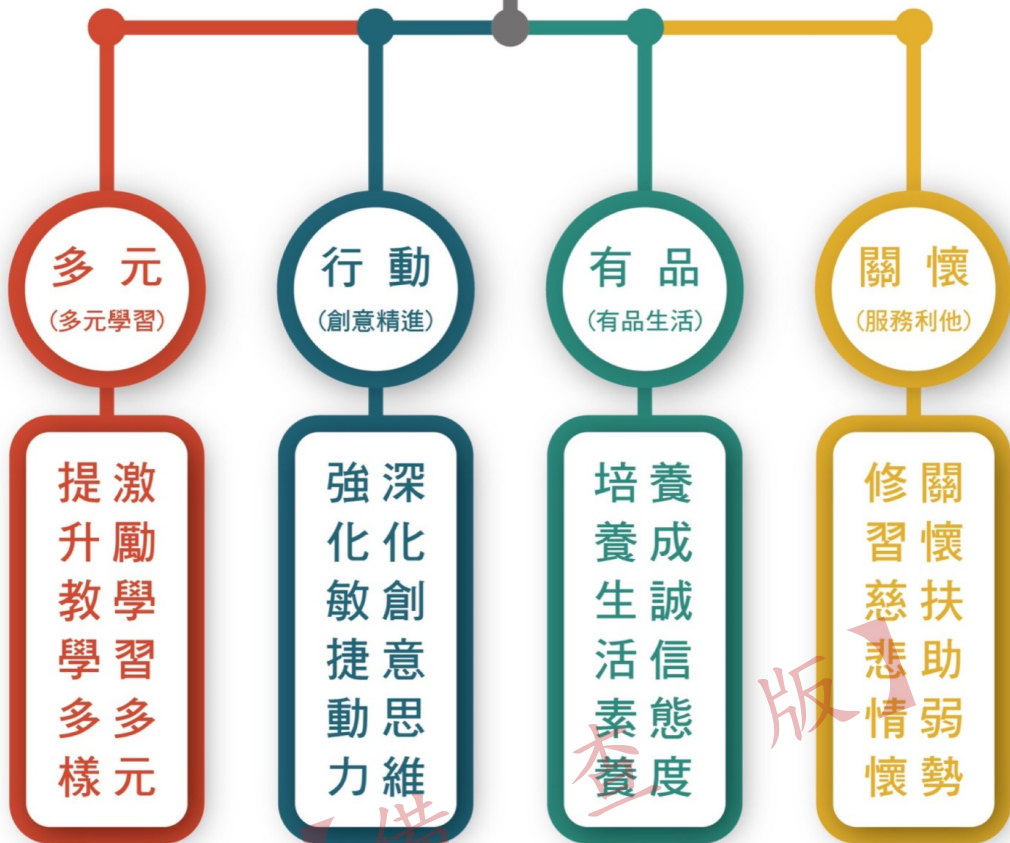 多元
(多元學習)
激勵學習多元
提升教學多樣
行動
(創意精進)
深化創意思維
強化敏捷動力
有品
(有品生活)
養成誠信態度
培養生活素養
關懷
(服務利他)
關懷扶助弱勢
修習慈悲情懷
【備查版】